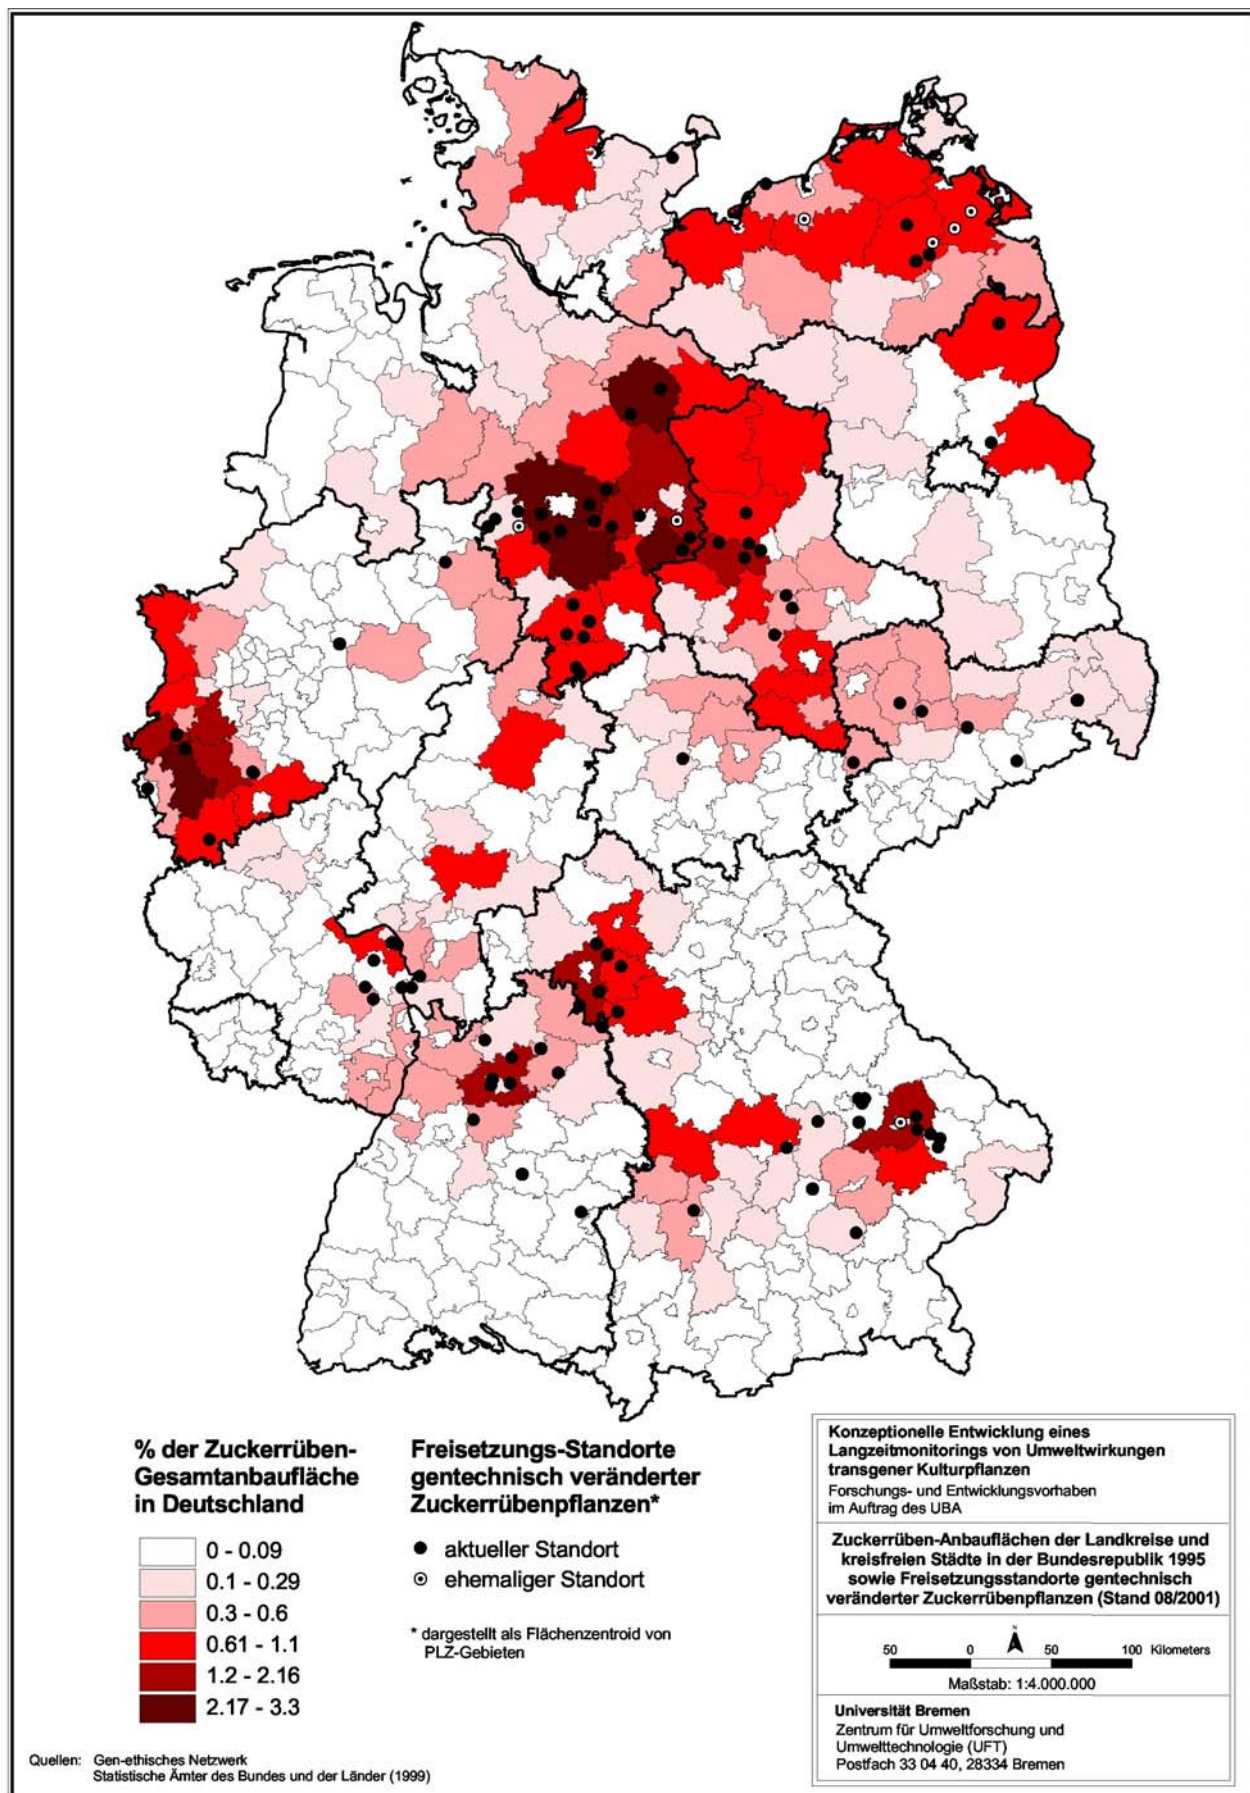 % der Zuckerrüben-
Gesamtanbaufläche
in Deutschland
0 - 0.09
0.1 - 0.29
0.3 - 0.6
0.61 - 1.1
1.2 - 2.16
2.17 - 3.3
Freisetzungs-Standorte
gentechnisch veränderter
Zuckerrübenpflanzen*
aktueller Standort
ehemaliger Standort
* dargestellt als Flächenzentroid von
PLZ-Gebieten
Konzeptionelle Entwicklung eines
Langzeitmonitorings von Umweltwirkungen
transgener Kulturpflanzen
Forschungs- und Entwicklungsvorhaben
im Auftrag des UBA
Zuckerrüben-Anbauflächen der Landkreise und
kreisfreien Städte in der Bundesrepublik 1995
sowie Freisetzungsstandorte gentechnisch
veränderter Zuckerrübenpflanzen (Stand 08/2001)
N
50 0 50 100 Kilometers
Maßstab: 1:4.000.000
Universität Bremen
Zentrum für Umweltforschung und
Umwelttechnologie (UFT)
Postfach 33 04 40, 28334 Bremen
Quellen: Gen-ethisches Netzwerk
Statistische Ämter des Bundes und der Länder (1999)